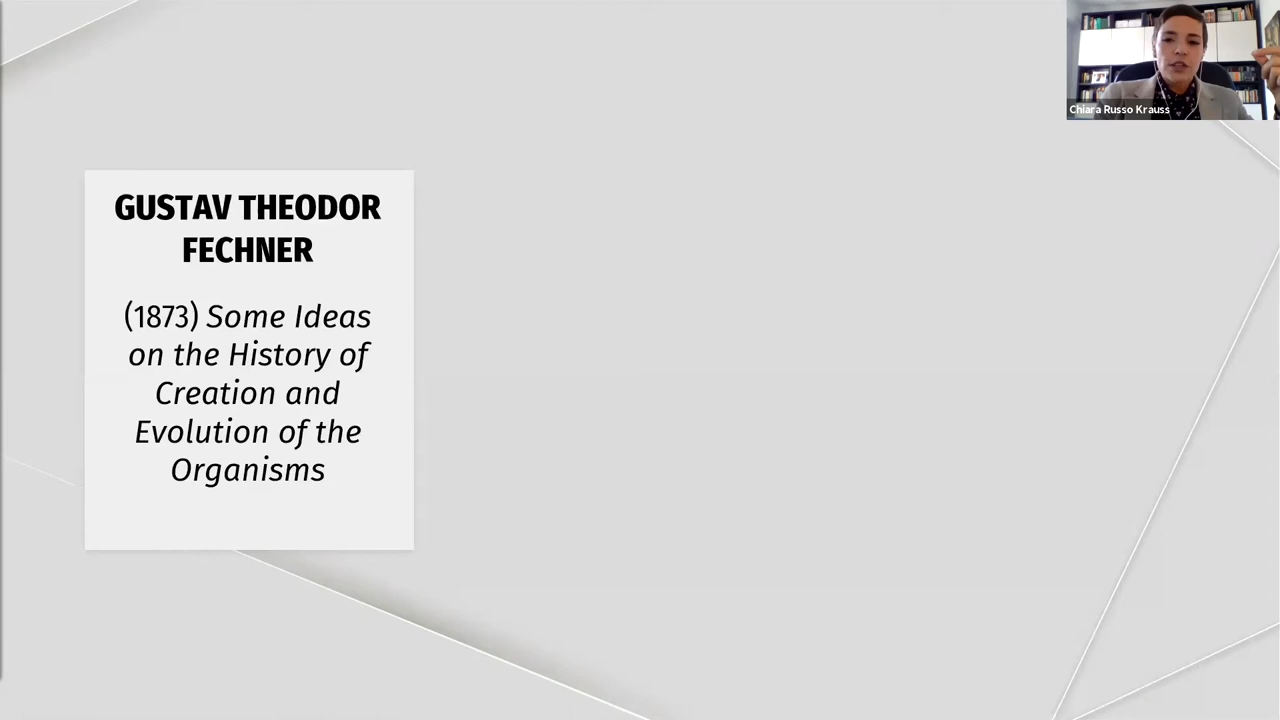 Chiara Russo Krauss
GUSTAV THEODOR
FECHNER
(1873) Some Ideas
on the History of
Creation and
Evolution of the
Organisms